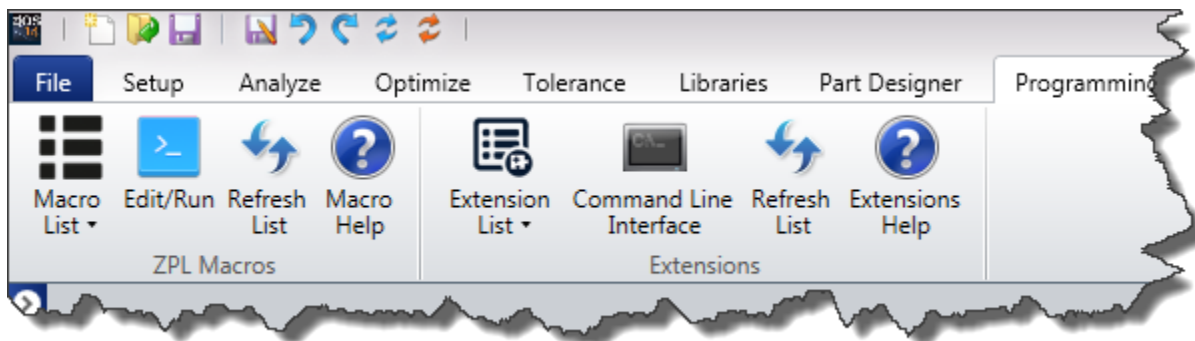 File Setup Analyze Optimize Tolerance Libraries Part Designer Programming
Macro List Edit/Run Refresh List Macro Help Extension List Command Line Interface Refresh List Extensions Help
ZPL Macros Extensions